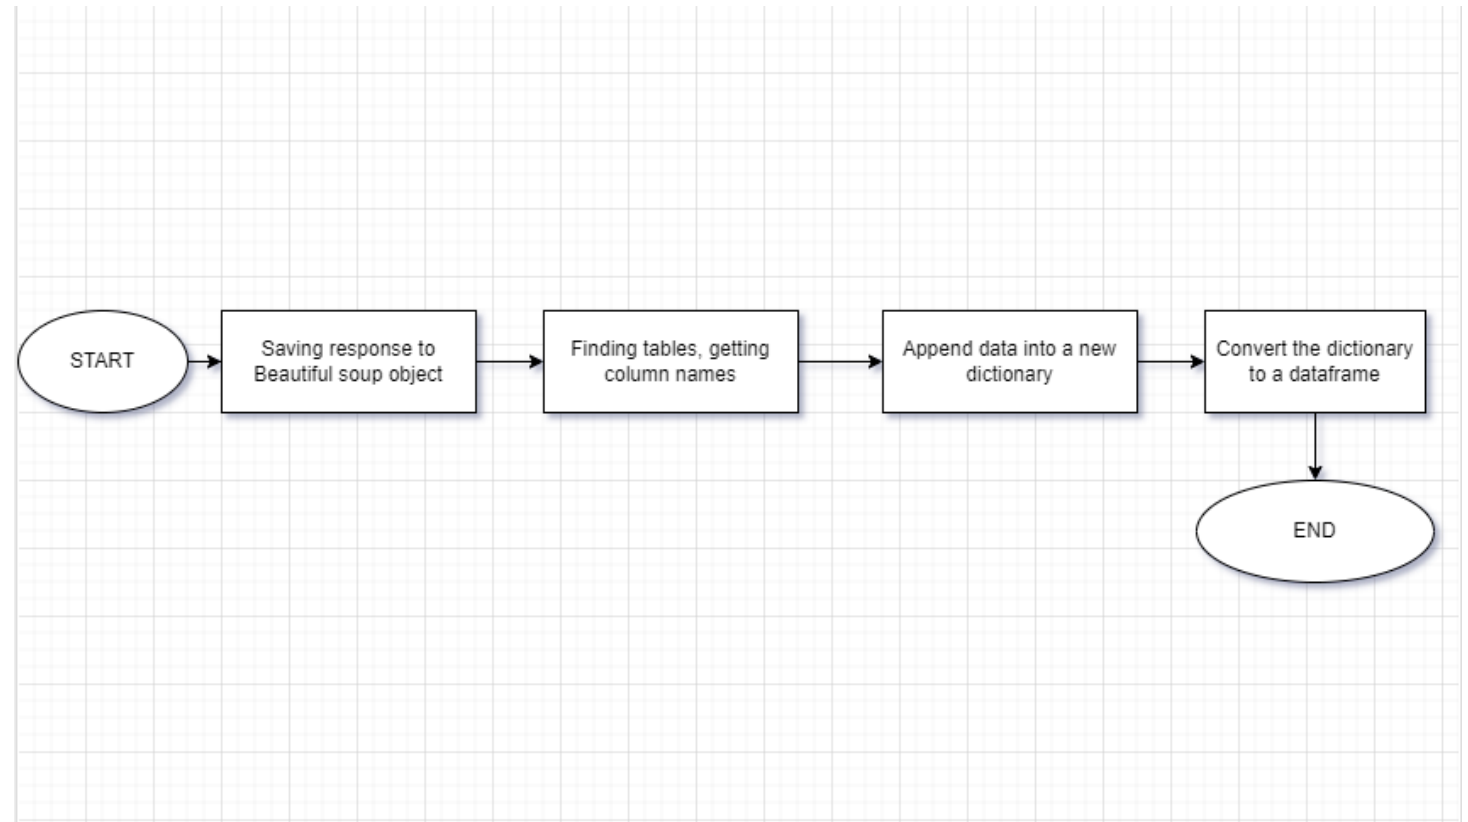 START
Saving response to
Beautiful soup object
Finding tables, getting
column names
Append data into a new
dictionary
Convert the dictionary
to a dataframe
END